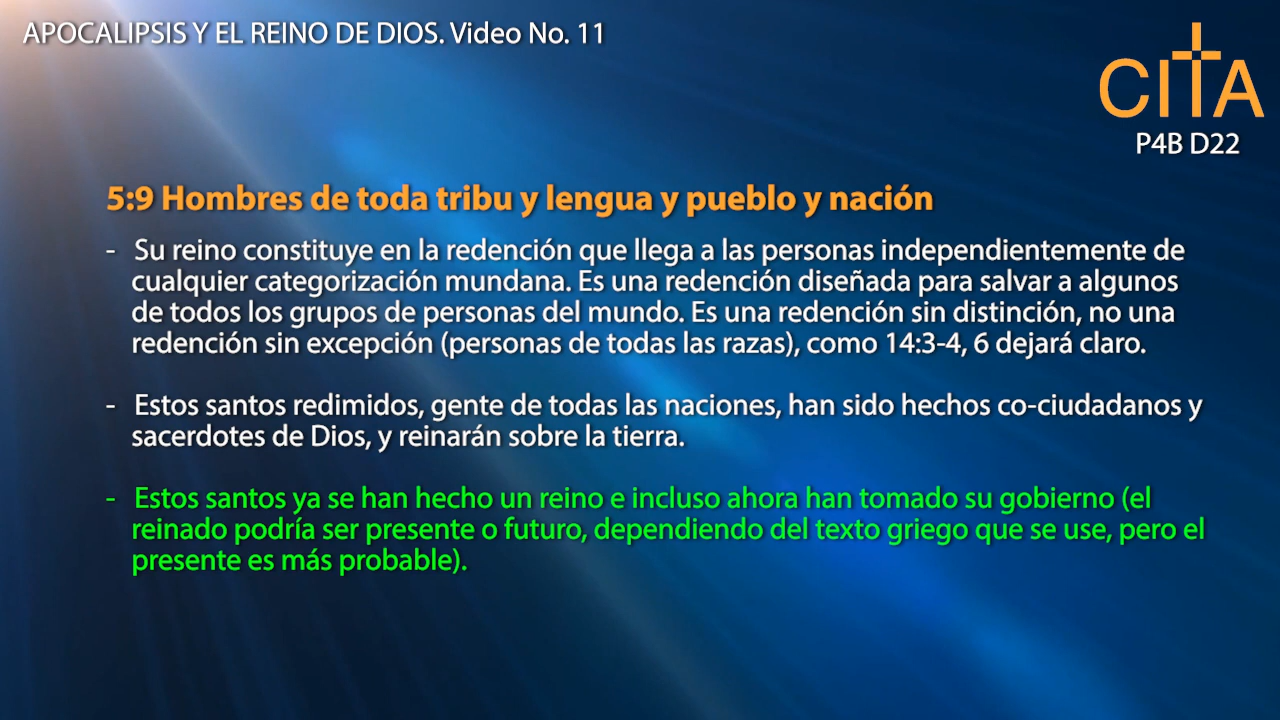 APOCALIPSIS Y EL REINO DE DIOS. Video No. 11
CITA
P4B D22
5:9 Hombres de toda tribu y lengua y pueblo y nación
- Su reino constituye en la redención que llega a las personas independientemente de
cualquier categorización mundana. Es una redención diseñada para salvar a algunos
de todos los grupos de personas del mundo. Es una redención sin distinción, no una
redención sin excepción (personas de todas las razas), como 14:3-4, 6 dejará claro.
- Estos santos redimidos, gente de todas las naciones, han sido hechos co-ciudadanos y
sacerdotes de Dios, y reinarán sobre la tierra.
- Estos santos ya se han hecho un reino e incluso ahora han tomado su gobierno (el
reinado podría ser presente o futuro, dependiendo del texto griego que se use, pero el
presente es más probable).